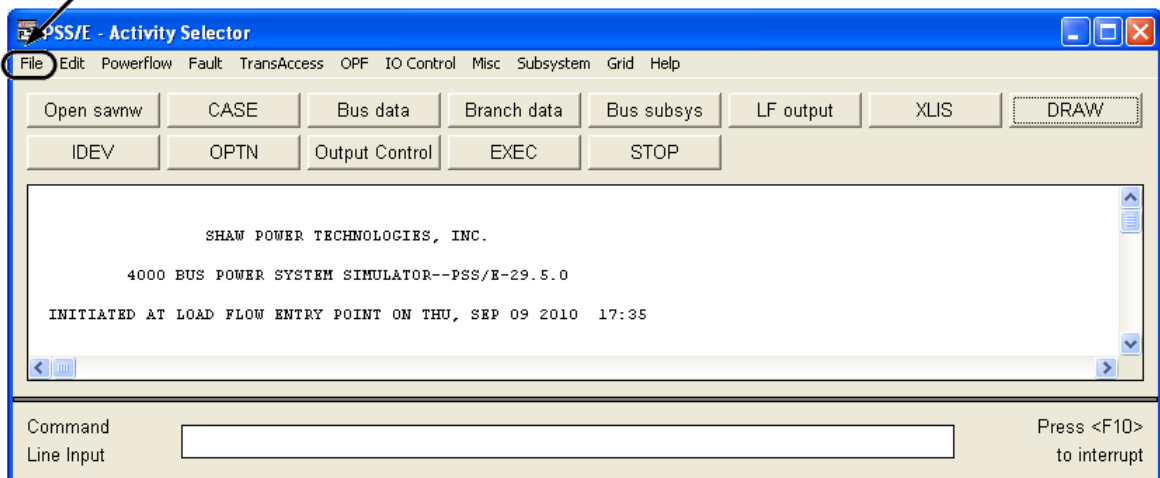 PSS/E - Activity Selector
File Edit Powerflow Fault TransAccess OPF IO Control Misc Subsystem Grid Help
Open savnw CASE Bus data Branch data Bus subsys LF output XLIS DRAW
IDEV OPTN Output Control EXEC STOP
SHAW POWER TECHNOLOGIES, INC.
4000 BUS POWER SYSTEM SIMULATOR--PSS/E-29.5.0
INITIATED AT LOAD FLOW ENTRY POINT ON THU, SEP 09 2010 17:35
Command Press <F10>
Line Input to interrupt